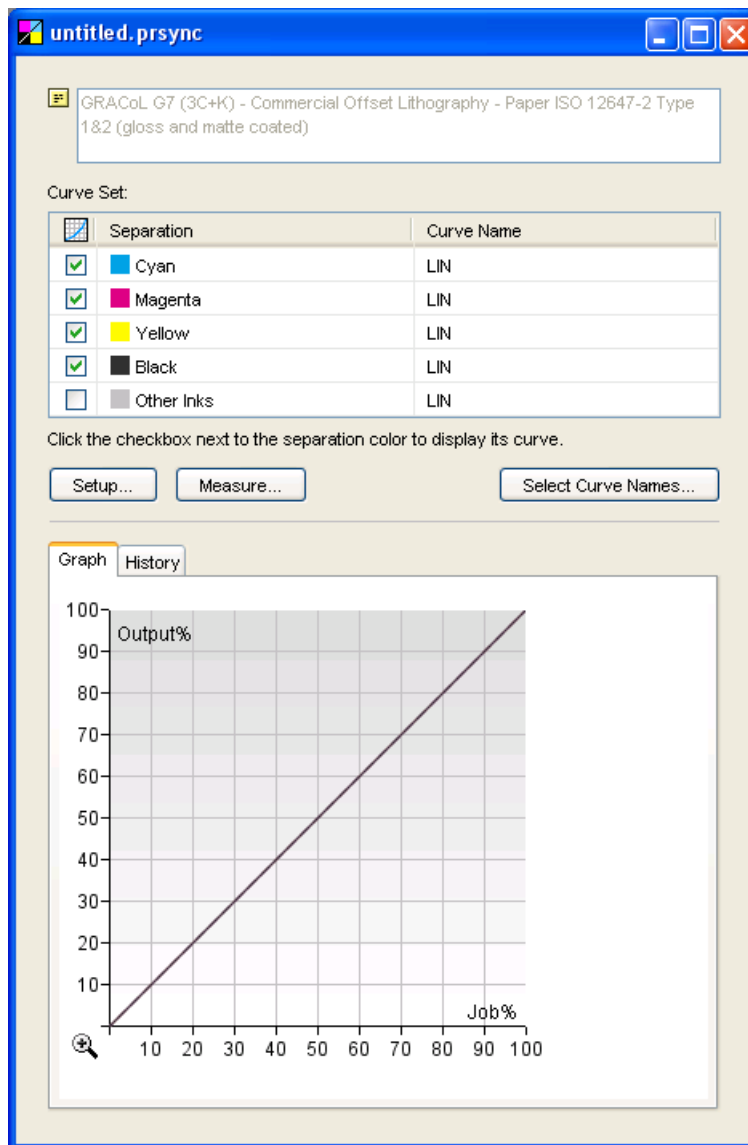 untitled.prsync
GRACoL G7 (3C+K) - Commercial Offset Lithography - Paper ISO 12647-2 Type
1&2 (gloss and matte coated)
Curve Set:
Separation Curve Name
Cyan LIN
Magenta LIN
Yellow LIN
Black LIN
Other Inks LIN
Click the checkbox next to the separation color to display its curve.
Setup... Measure... Select Curve Names...
Graph History
100
Output%
90
80
70
60
50
40
30
20
10
Job%
10 20 30 40 50 60 70 80 90 100